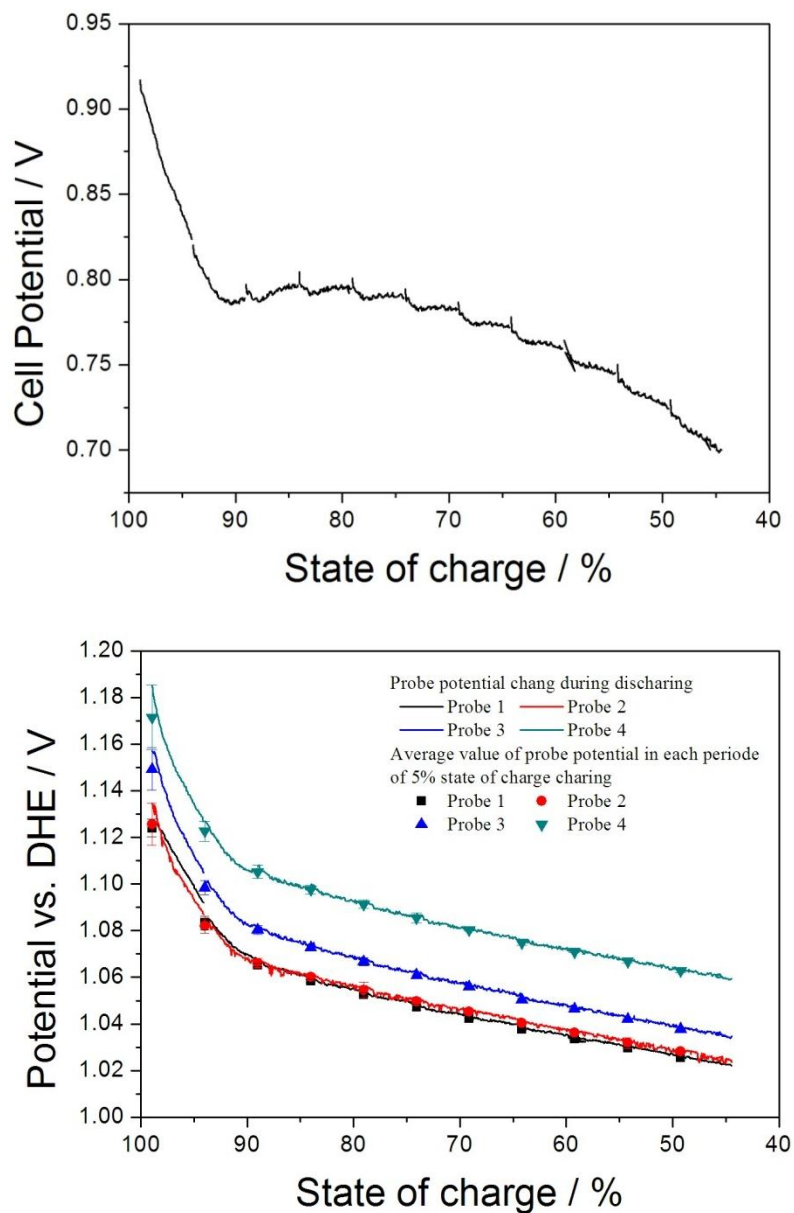 0.95
0.90
0.85
0.80
0.75
0.70
Cell Potential / V
100 90 80 70 60 50 40
State of charge / %
1.20
1.18
1.16
1.14
1.12
1.10
1.08
1.06
1.04
1.02
1.00
Potential vs. DHE / V
Probe potential chang during discharing
Probe 1 Probe 2
Probe 3 Probe 4
Average value of probe potential in each periode
of 5% state of charge charing
Probe 1 Probe 2
Probe 3 Probe 4
100 90 80 70 60 50 40
State of charge / %